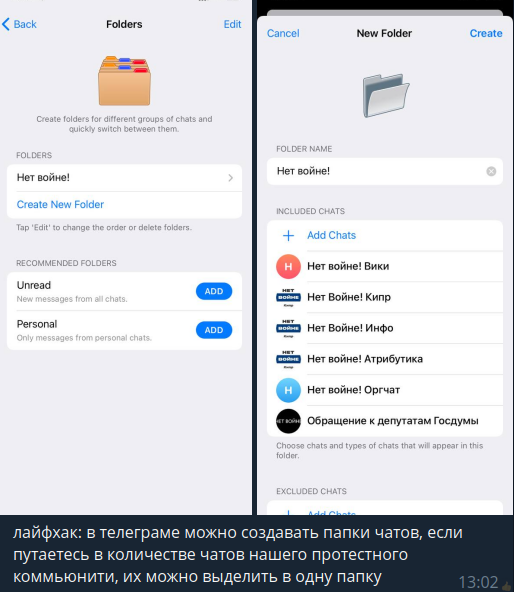 Back
Folders
Edit
Create folders for different groups of chats and
quickly switch between them.
FOLDERS
Нет войне!
Create New Folder
Tap 'Edit' to change the order or delete folders.
RECOMMENDED FOLDERS
Unread
New messages from all chats.
ADD
Personal
Only messages from personal chats.
ADD
Cancel
New Folder
Create
FOLDER NAME
Нет войне!
INCLUDED CHATS
Add Chats
Н
Нет войне! Вики
НЕТ
ВОЙНЕ
Кипр
Нет войне! Кипр
НЕТ
ВОЙНЕ
Кипр
Нет войне! Инфо
НЕТ
ВОЙНЕ
Кипр
Нет войне! Атрибутика
Н
Нет войне! Оргчат
Обращение к депутатам Госдумы
Choose chats and types of chats that will appear in this
folder.
EXCLUDED CHATS
Add Chats
лайфхак: в телеграме можно создавать папки чатов, если
путаетесь в количестве чатов нашего протестного
коммьюнити, их можно выделить в одну папку
13:02